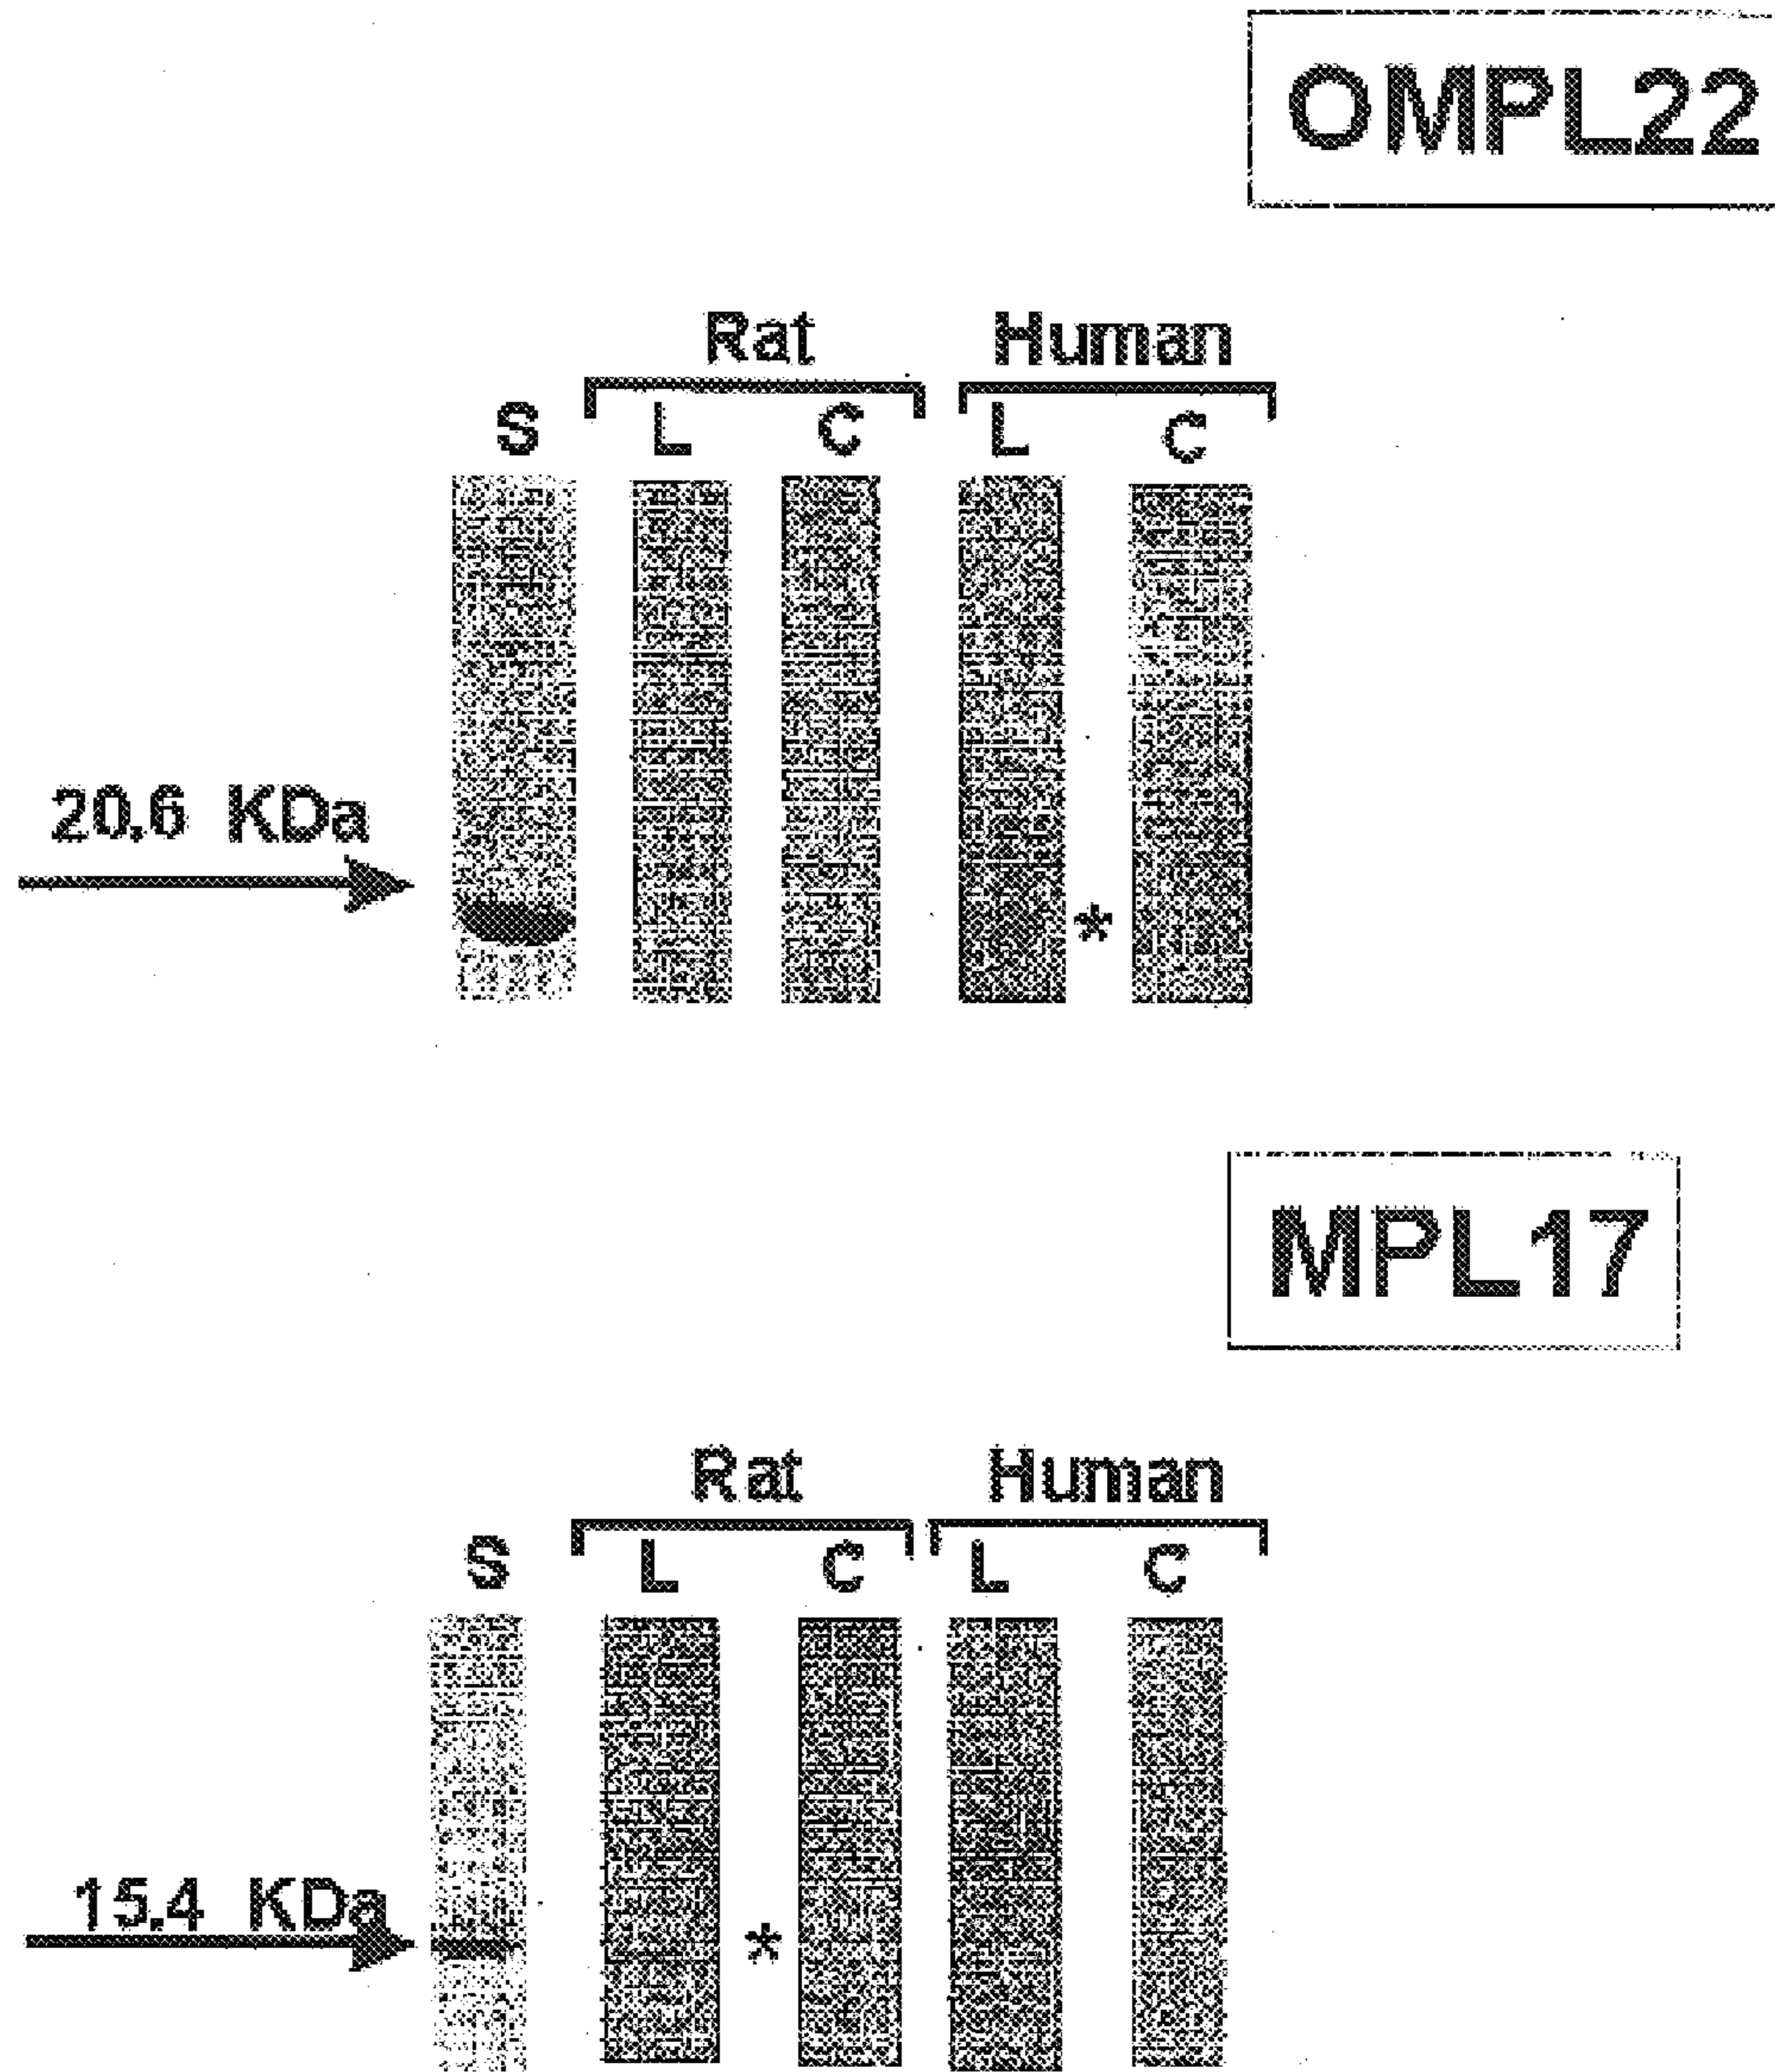 OMPL22
Rat Human
S L C L C
20.6 KDa
*
MPL17
Rat Human
S L C L C
15.4 KDa
*